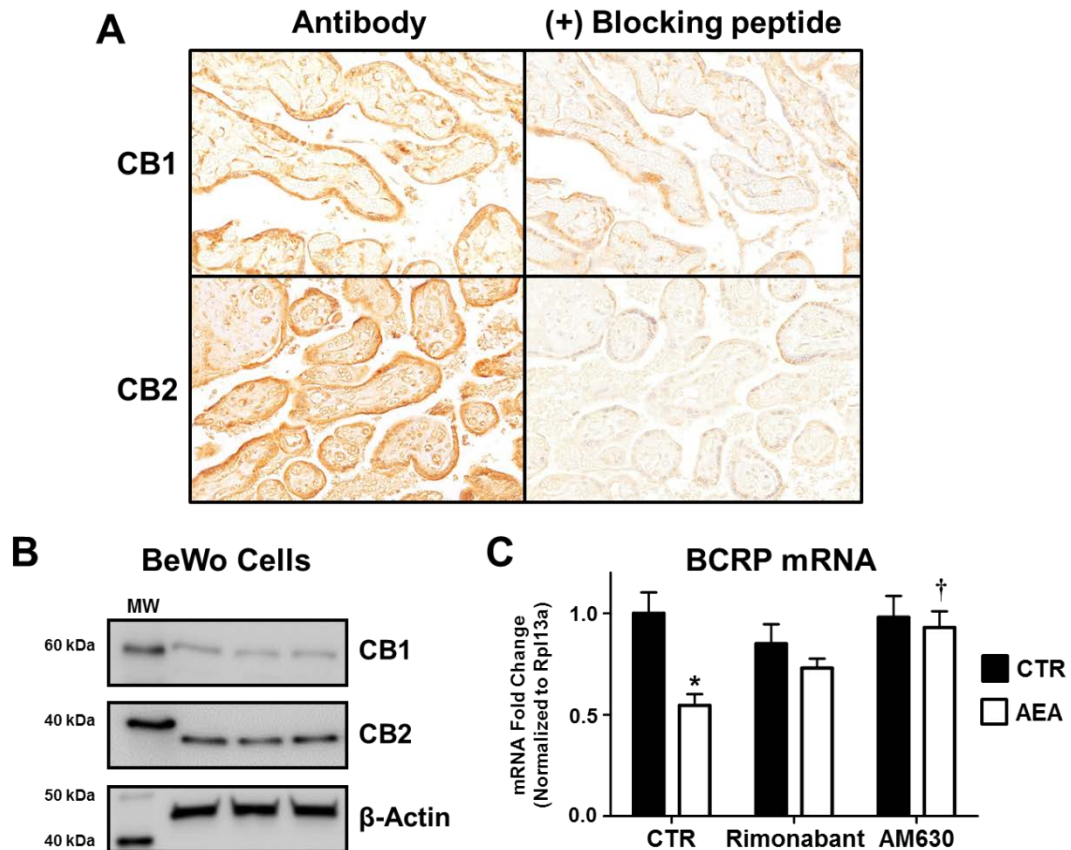 A
Antibody
(+) Blocking peptide
CB1
CB2
B
BeWo Cells
MW
60 kDa
CB1
40 kDa
CB2
50 kDa
β-Actin
40 kDa
C
BCRP mRNA
mRNA Fold Change
(Normalized to Rpl13a)
1.0
0.5
0.0
*
†
CTR
AEA
CTR
Rimonabant
AM630